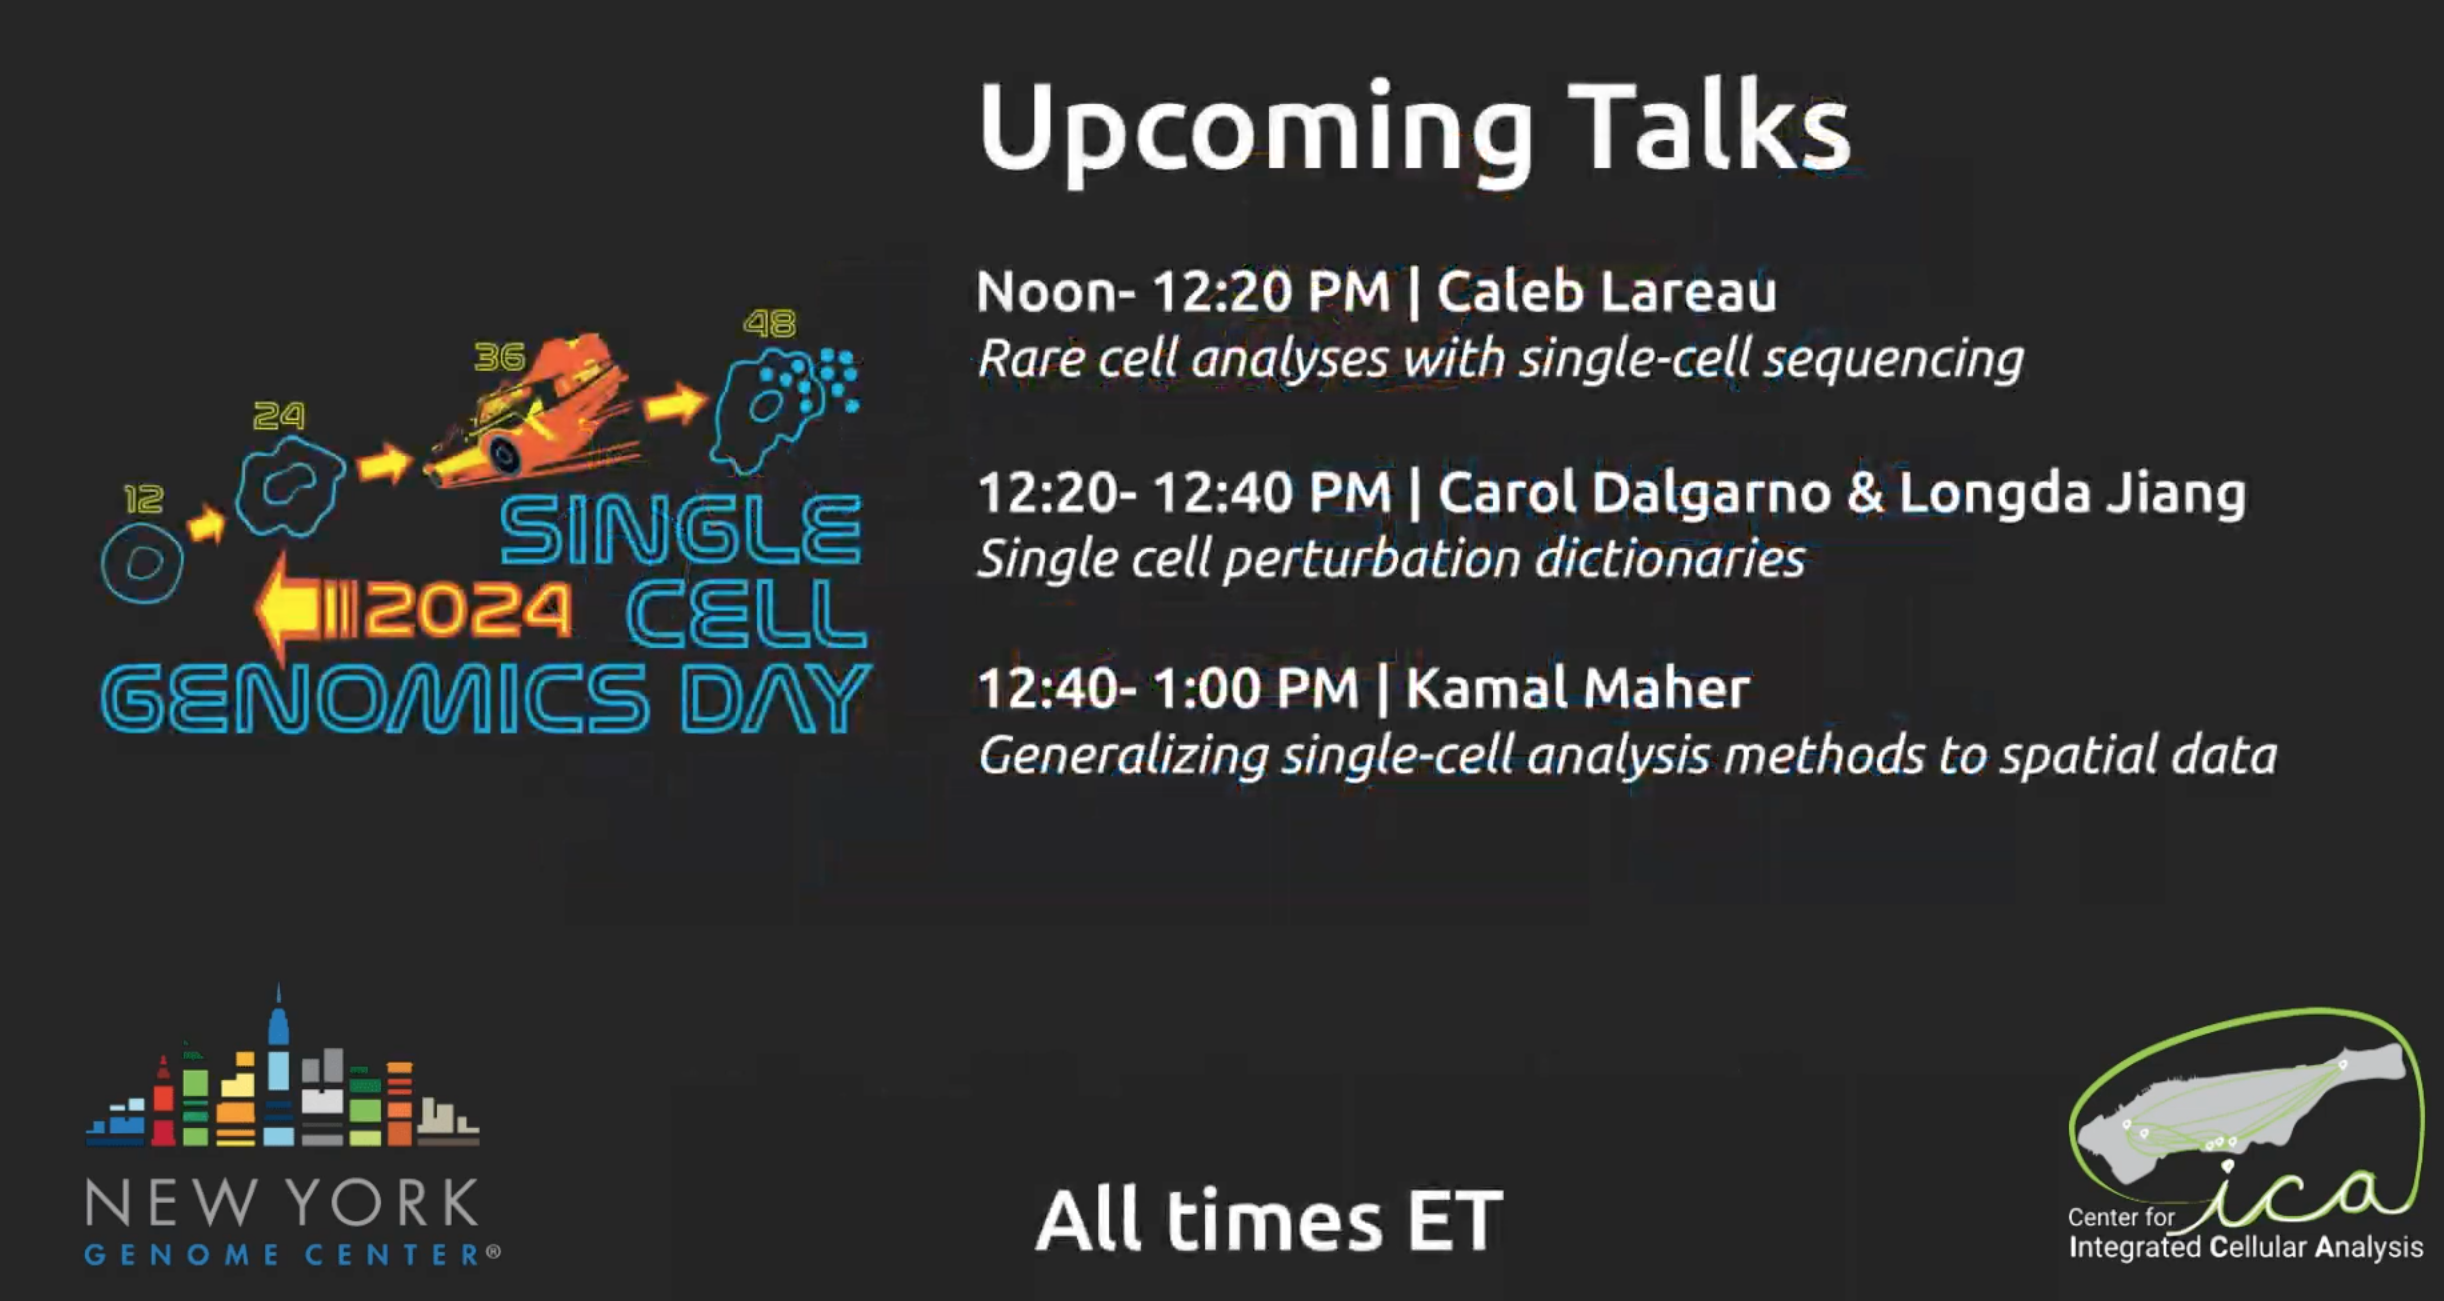 Upcoming Talks
Noon- 12:20 PM | Caleb Lareau
Rare cell analyses with single-cell sequencing
12:20- 12:40 PM | Carol Dalgarno & Longda Jiang
Single cell perturbation dictionaries
12:40- 1:00 PM | Kamal Maher
Generalizing single-cell analysis methods to spatial data
12
24
36
48
SINGLE
2024 CELL
GENOMICS DAY
NEW YORK
GENOME CENTER®
All times ET
ica
Center for
Integrated Cellular Analysis